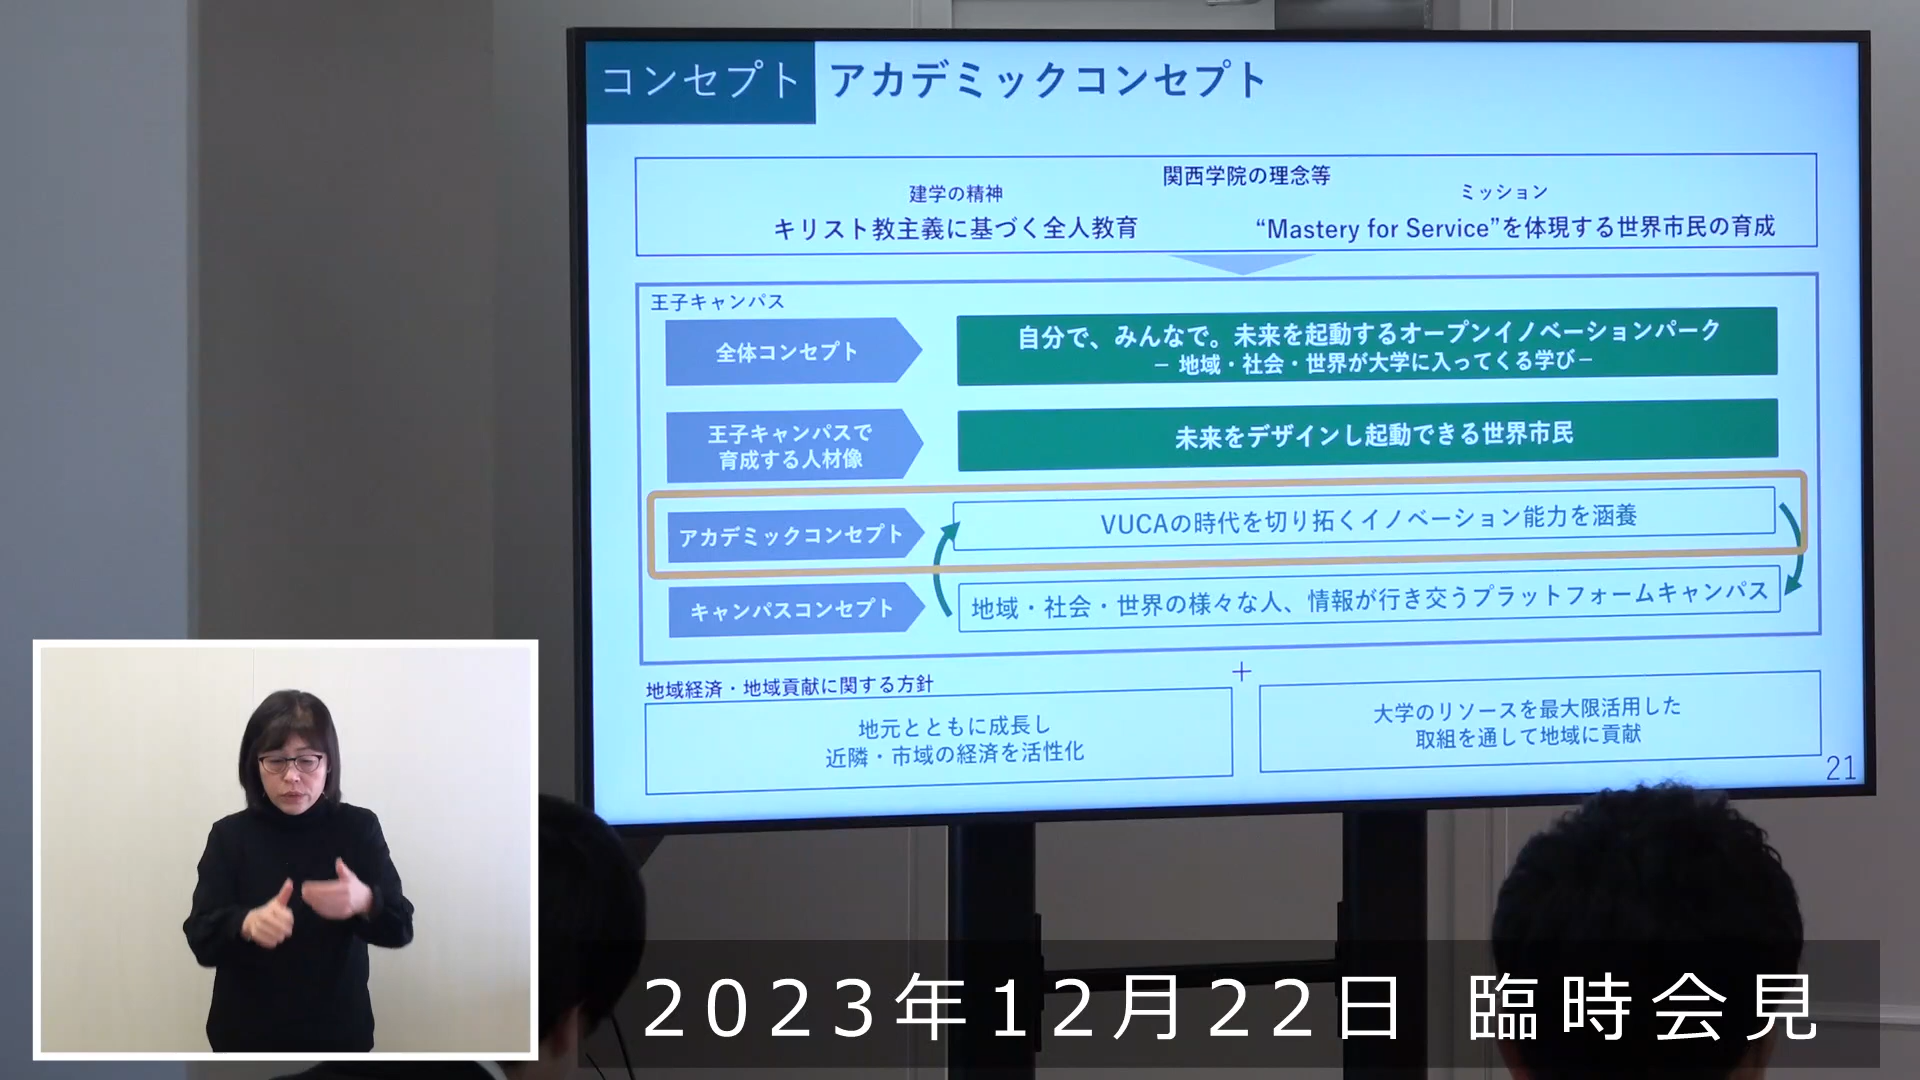 コンセプト アカデミックコンセプト
関西学院の理念等
建学の精神
ミッション
キリスト教主義に基づく全人教育
“Mastery for Service”を体現する世界市民の育成
王子キャンパス
全体コンセプト
自分で、みんなで。未来を起動するオープンイノベーションパーク
− 地域・社会・世界が大学に入ってくる学び−
王子キャンパスで
育成する人材像
未来をデザインし起動できる世界市民
アカデミックコンセプト
VUCAの時代を切り拓くイノベーション能力を涵養
キャンパスコンセプト
地域・社会・世界の様々な人、情報が行き交うプラットフォームキャンパス
+
地域経済・地域貢献に関する方針
地元とともに成長し
近隣・市域の経済を活性化
大学のリソースを最大限活用した
取組を通して地域に貢献
21
2023年12月22日 臨時会見